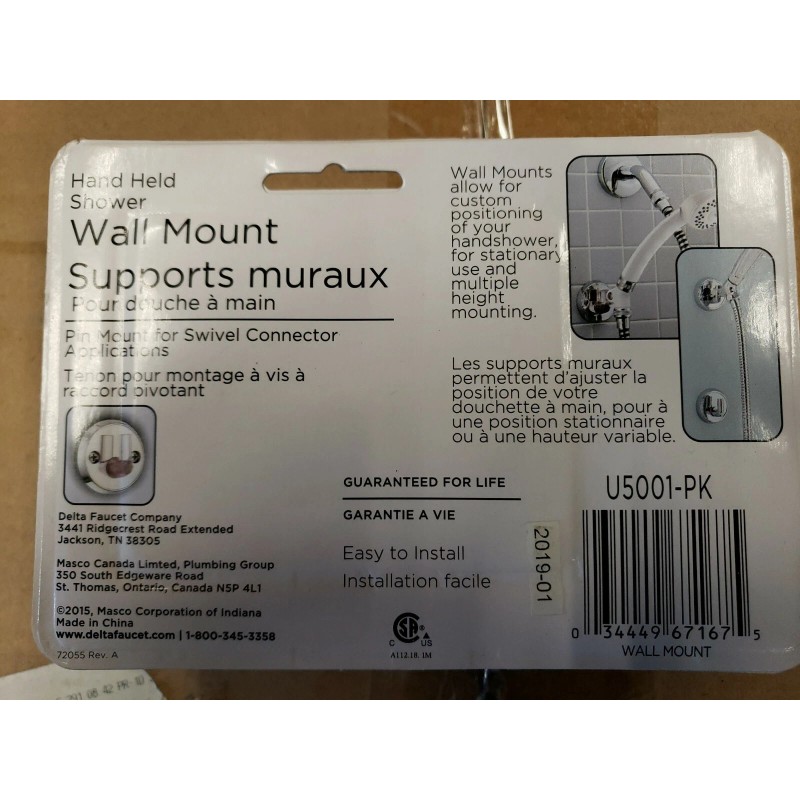 Hand Held
Shower
Wall Mount
Supports muraux
Pour douche à main
Pin Mount for Swivel Connector
Applications
Tenon pour montage à vis à
raccord pivotant
Wall Mounts
allow for
custom
positioning
of your
handshower,
for stationary
use and
multiple
height
mounting.
Les supports muraux
permettent d'ajuster la
position de votre
douchette à main, pour à
une position stationnaire
ou à une hauteur variable.
Delta Faucet Company
3441 Ridgecrest Road Extended
Jackson, TN 38305
Masco Canada Limted, Plumbing Group
350 South Edgeware Road
St. Thomas, Ontario, Canada N5P 4L1
©2015, Masco Corporation of Indiana
Made in China
www.deltafaucet.com | 1-800-345-3358
72055 Rev. A
GUARANTEED FOR LIFE
GARANTIE A VIE
Easy to Install
Installation facile
CSA®
C US
A112.18.1M
2019-01
U5001-PK
0 34449 67167 5
WALL MOUNT